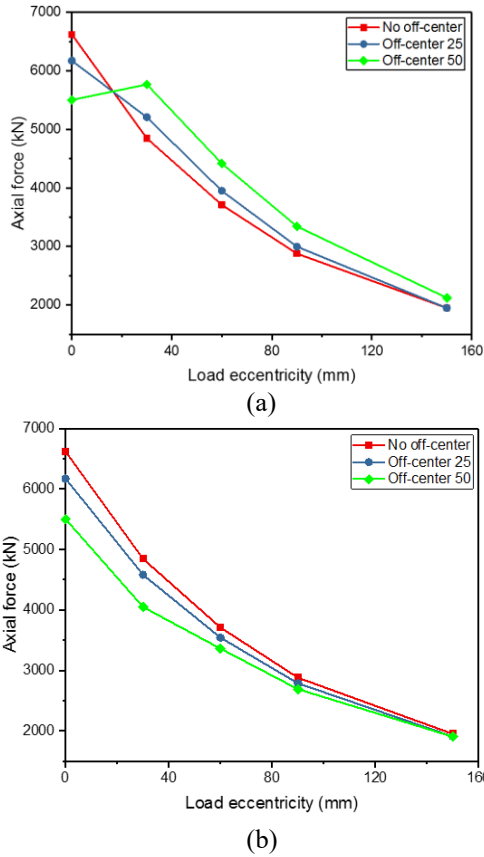 7000
6000
5000
4000
3000
2000
Axial force (kN)
No off-center
Off-center 25
Off-center 50
0 40 80 120 160
Load eccentricity (mm)
(a)
7000
6000
5000
4000
3000
2000
Axial force (kN)
No off-center
Off-center 25
Off-center 50
0 40 80 120 160
Load eccentricity (mm)
(b)